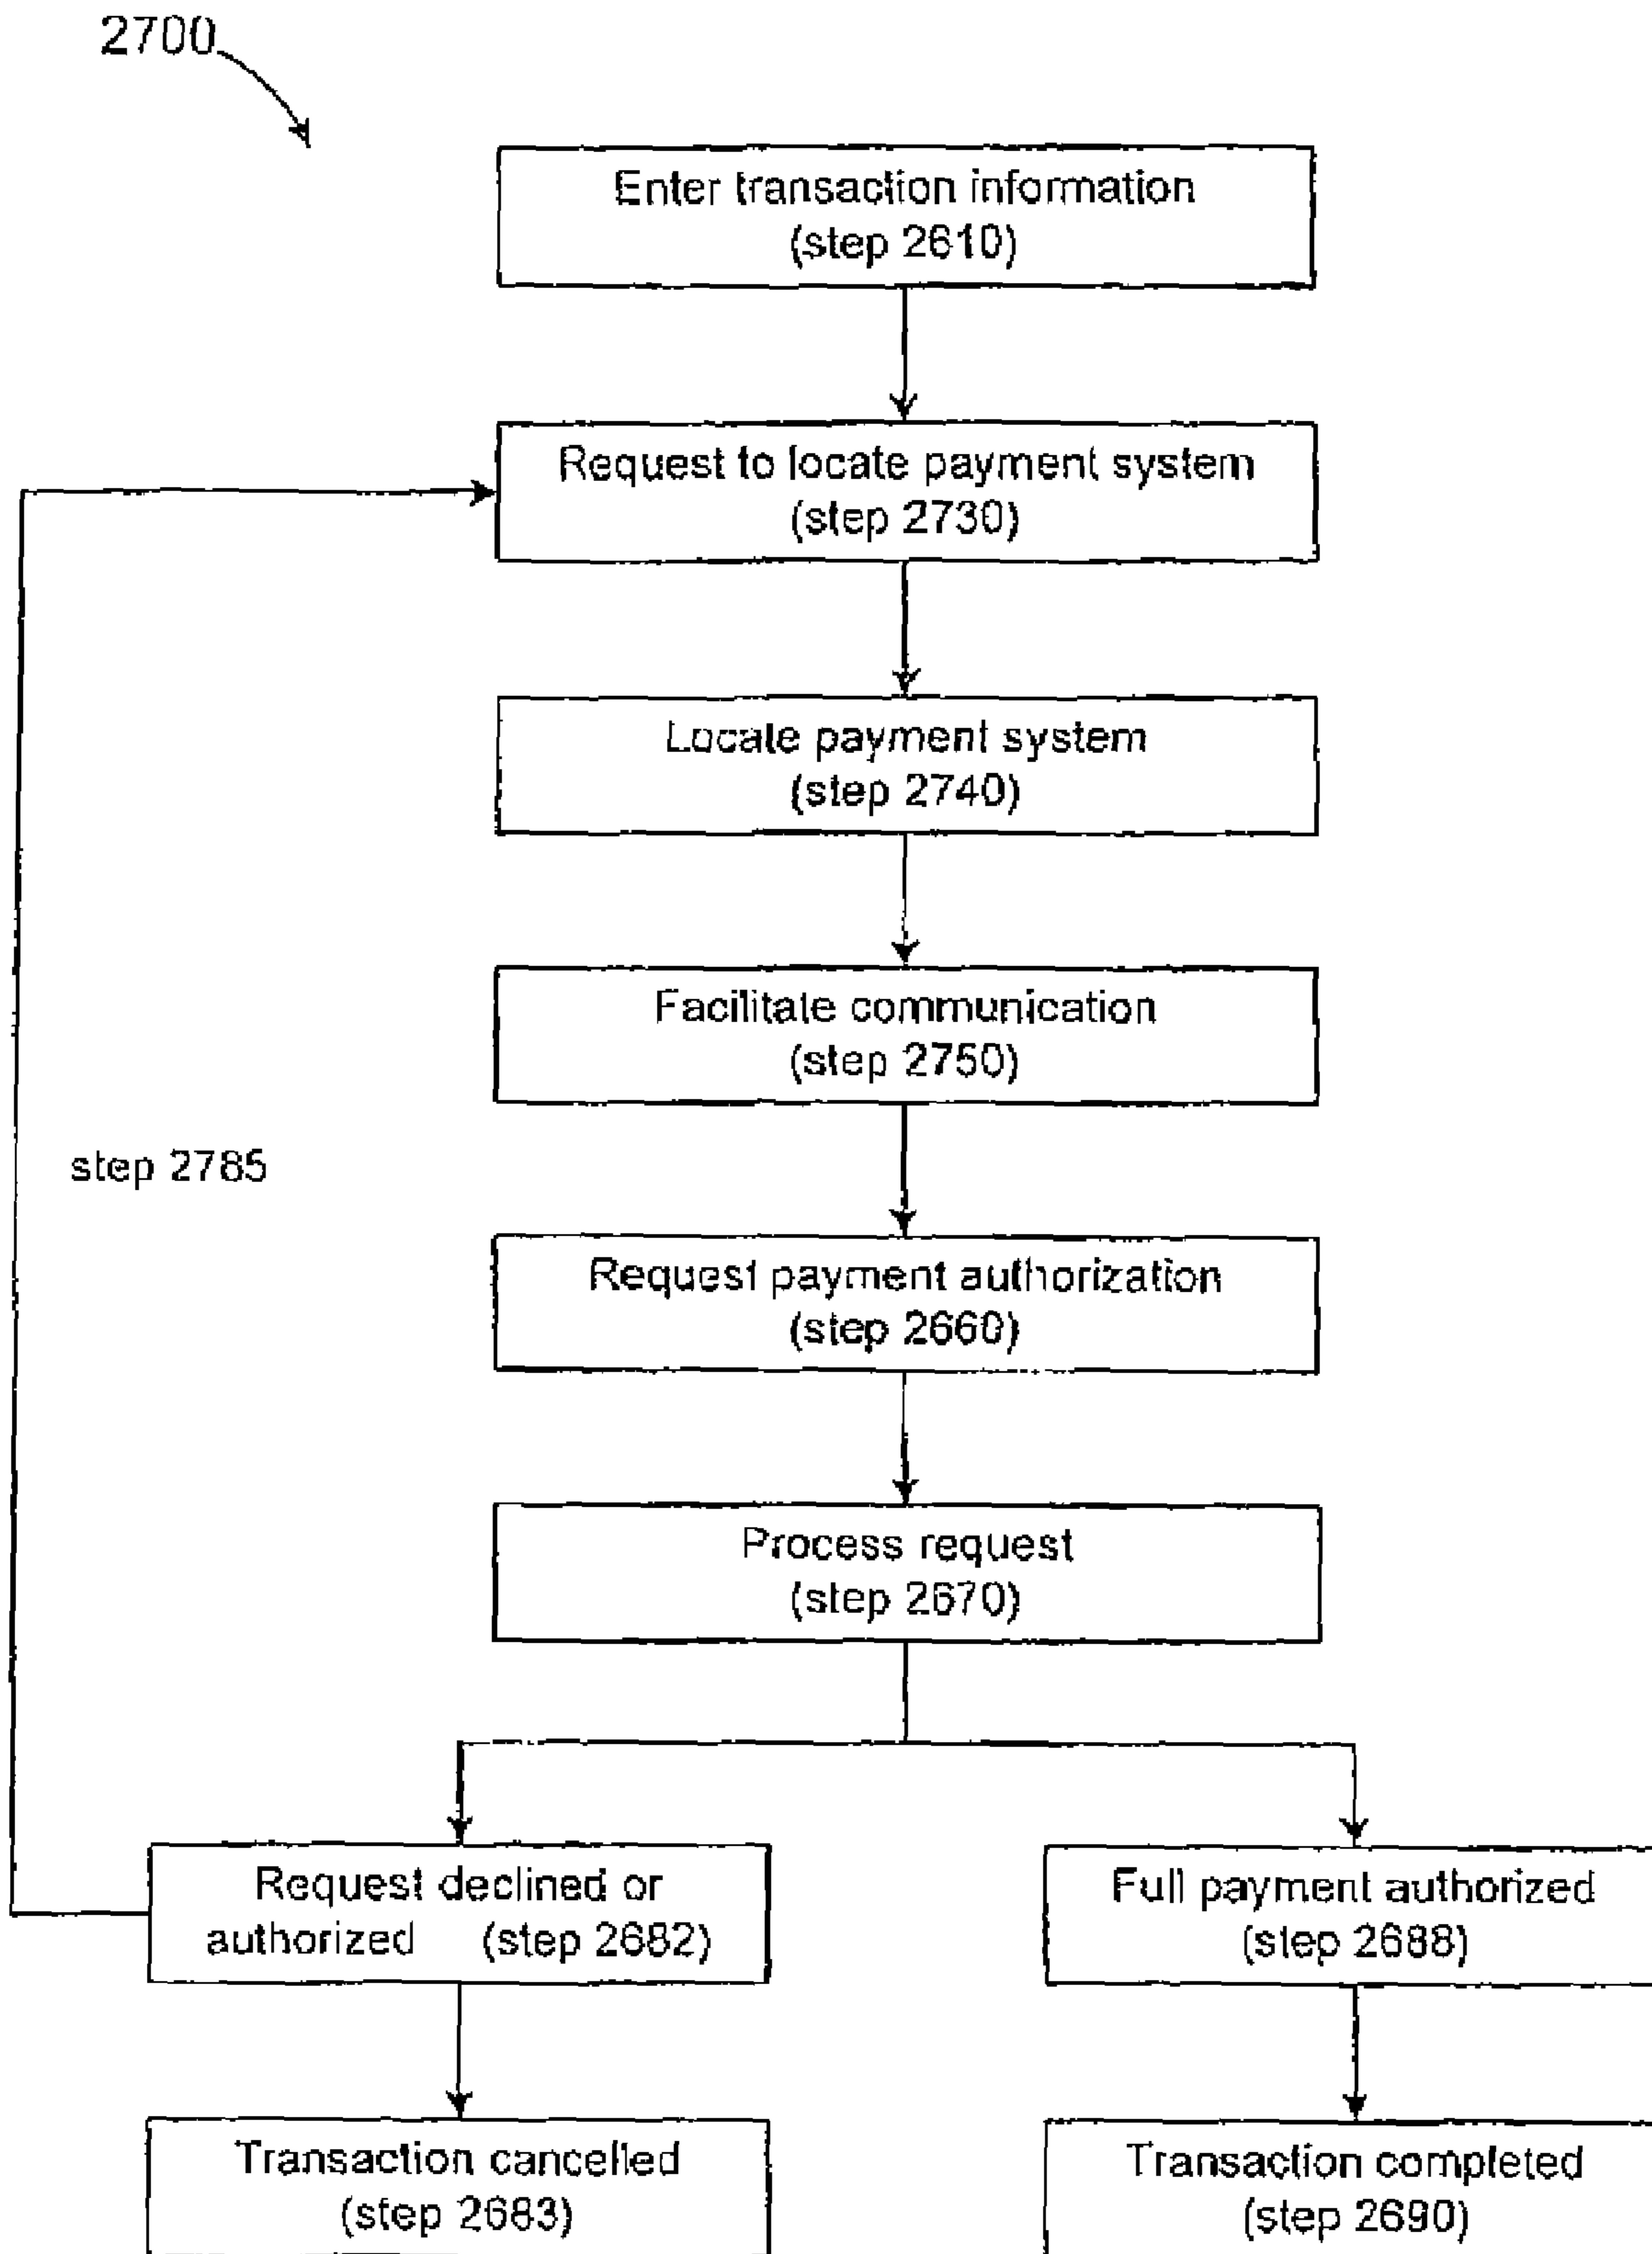 2700
Enter transaction information
(step 2610)
Request to locate payment system
(step 2730)
Locate payment system
(step 2740)
Facilitate communication
(step 2750)
step 2785
Request payment authorization
(step 2660)
Process request
(step 2670)
Request declined or
authorized (step 2682)
Full payment authorized
(step 2688)
Transaction cancelled
(step 2683)
Transaction completed
(step 2690)